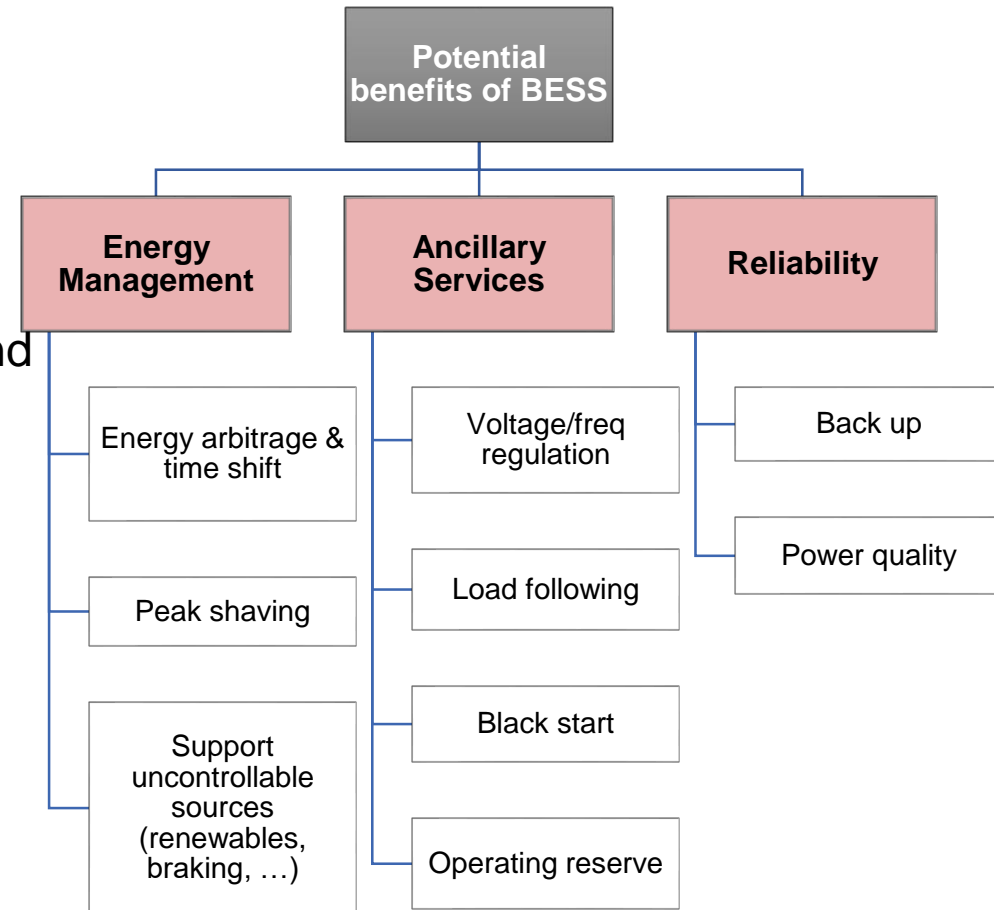 Potential
benefits of BESS
Energy
Management
Ancillary
Services
Reliability
nd
Energy arbitrage &
time shift
Peak shaving
Support
uncontrollable
sources
(renewables,
braking, …)
Voltage/freq
regulation
Load following
Black start
Operating reserve
Back up
Power quality